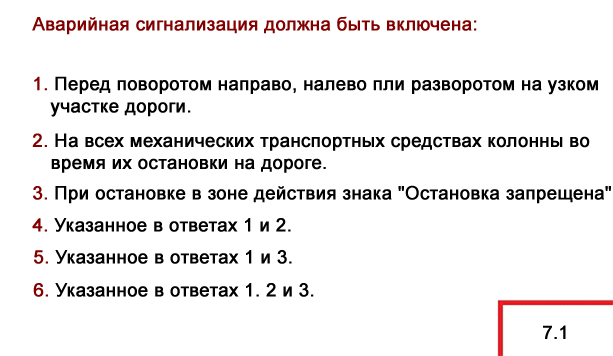 Аварийная сигнализация должна быть включена:
1. Перед поворотом направо, налево пли разворотом на узком
участке дороги.
2. На всех механических транспортных средствах колонны во
время их остановки на дороге.
3. При остановке в зоне действия знака "Остановка запрещена"
4. Указанное в ответах 1 и 2.
5. Указанное в ответах 1 и 3.
6. Указанное в ответах 1. 2 и 3.
7.1